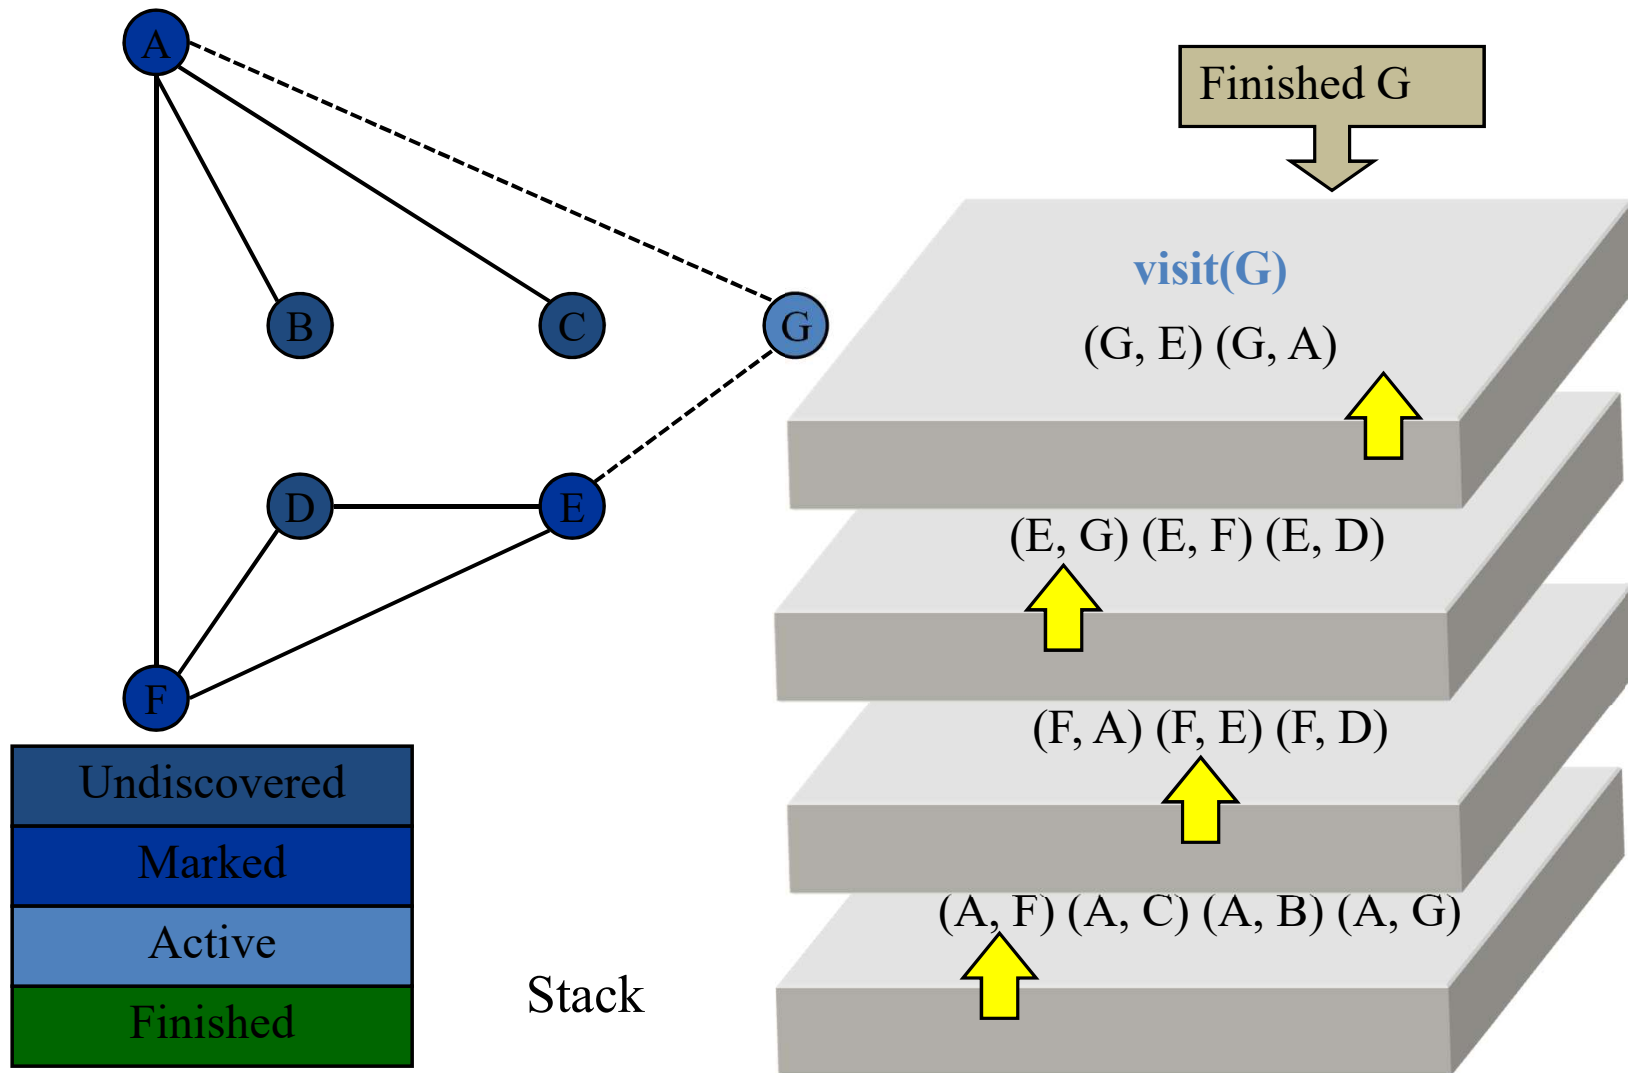 A
Finished G
visit(G)
B
C
G
(G, E) (G, A)
D
E
(E, G) (E, F) (E, D)
F
(F, A) (F, E) (F, D)
Undiscovered
Marked
(A, F) (A, C) (A, B) (A, G)
Active
Stack
Finished